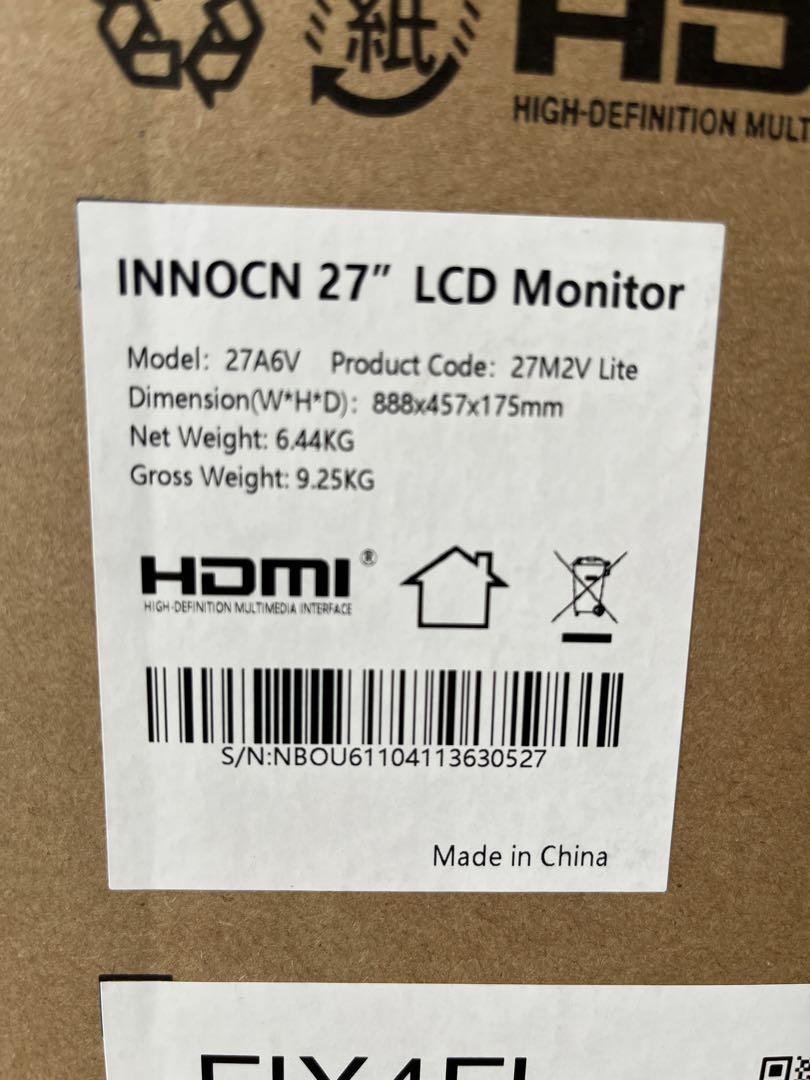 紙
HD
HIGH-DEFINITION MULT
INNOCN 27" LCD Monitor
Model: 27A6V Product Code: 27M2V Lite
Dimension(W*H*D): 888x457x175mm
Net Weight: 6.44KG
Gross Weight: 9.25KG
HDMI®
HIGH-DEFINITION MULTIMEDIA INTERFACE
S/N:NBOU61104113630527
Made in China